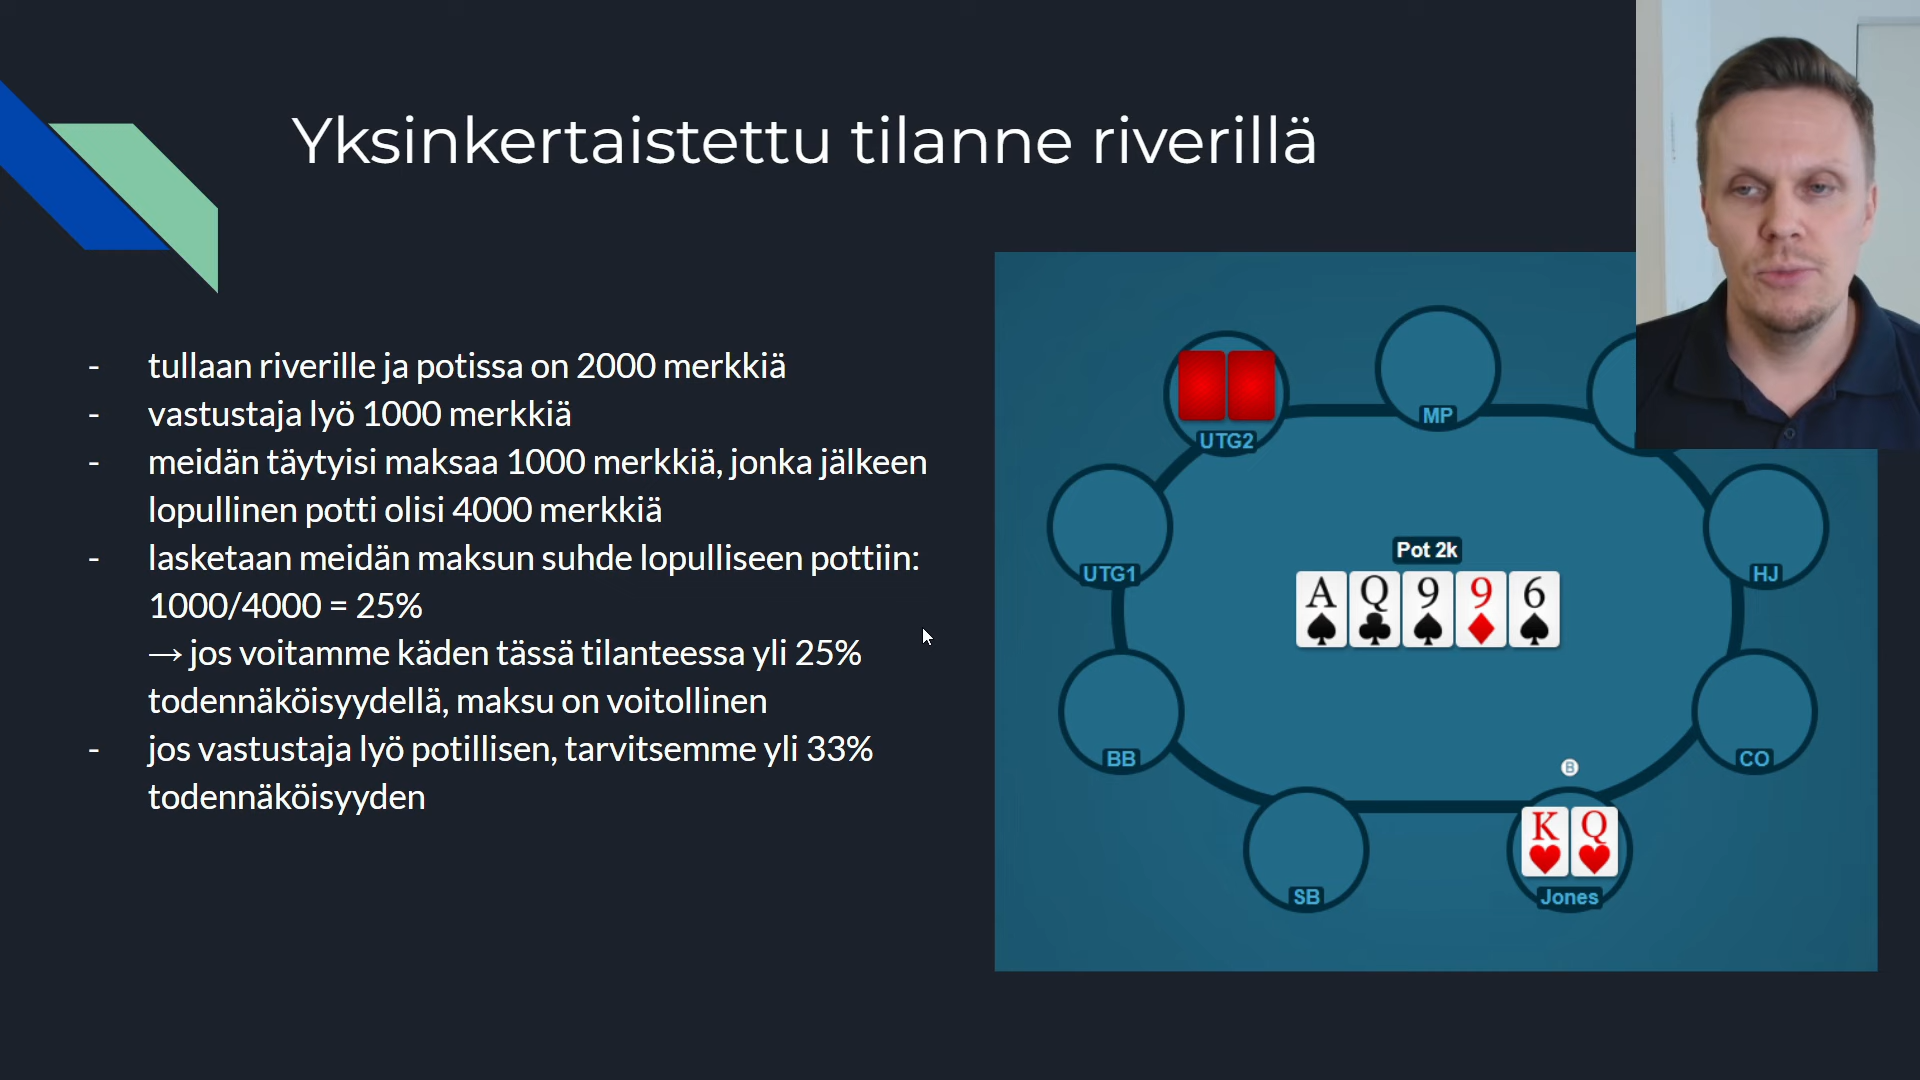 Yksinkertaistettu tilanne riverillä
- tullaan riverille ja potissa on 2000 merkkiä
- vastustaja lyö 1000 merkkiä
- meidän täytyisi maksaa 1000 merkkiä, jonka jälkeen
lopullinen potti olisi 4000 merkkiä
- lasketaan meidän maksun suhde lopulliseen pottiin:
1000/4000 = 25%
→ jos voitamme käden tässä tilanteessa yli 25%
todennäköisyydellä, maksu on voitollinen
- jos vastustaja lyö potillisen, tarvitsemme yli 33%
todennäköisyyden
MP
UTG2
UTG1
HJ
Pot 2k
A Q 9 9 6
BB
CO
B
K Q
SB
Jones